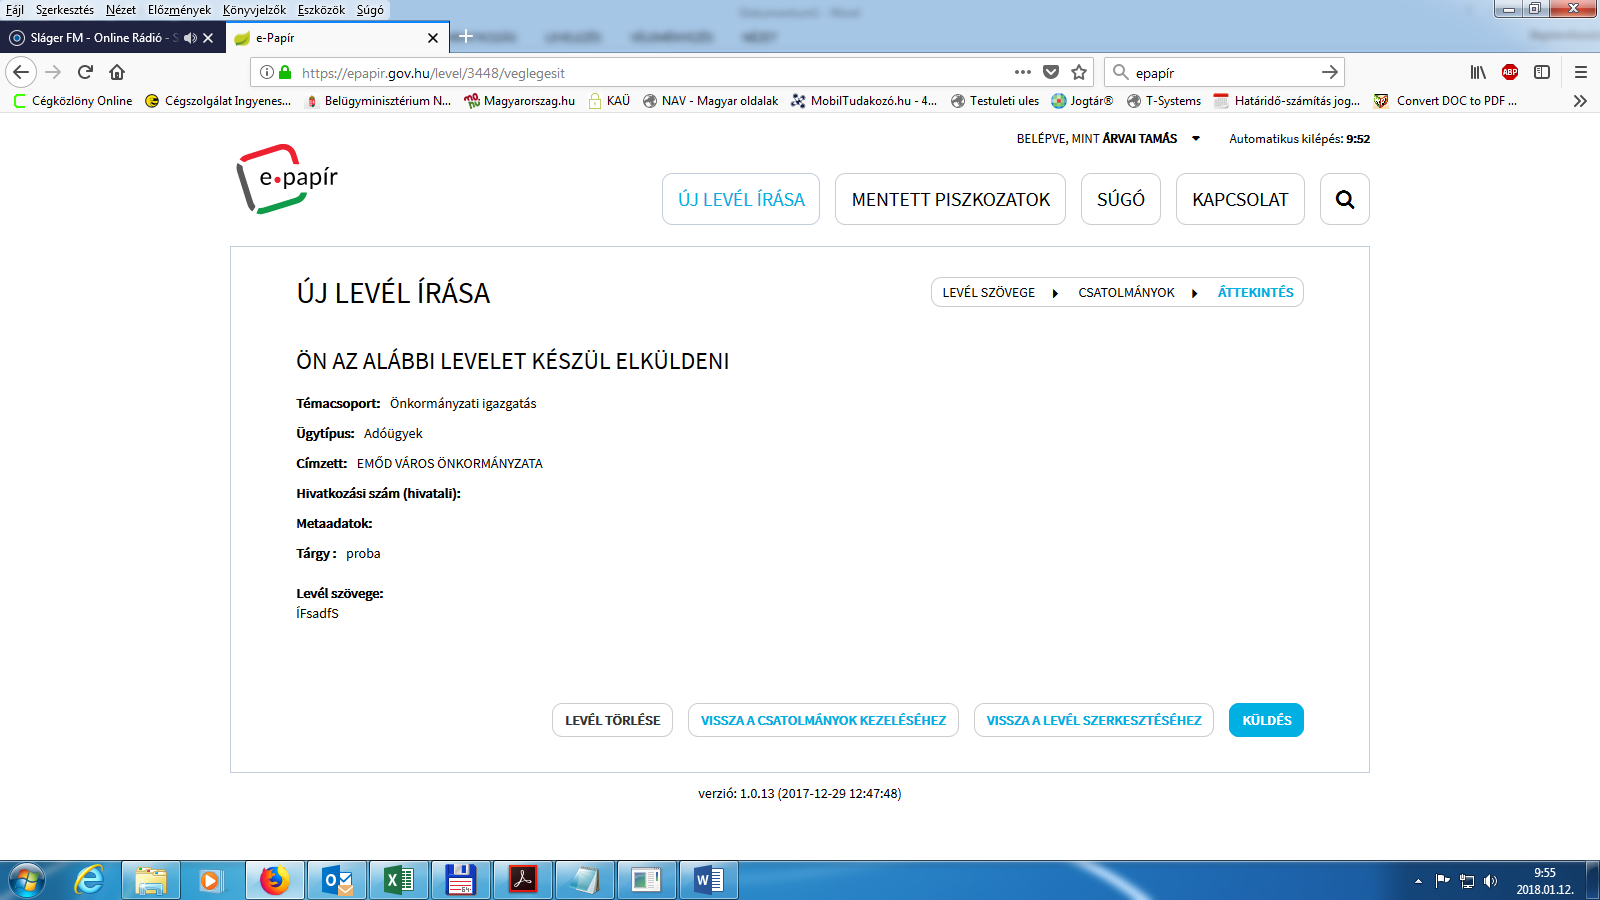 Fájl Szerkesztés Nézet Előzmények Könyvjelzők Eszközök Súgó
Sláger FM - Online Rádió - S
e-Papír
https://epapir.gov.hu/level/3448/veglegesit
epapír
ABP
Cégközlöny Online Cégszolgálat Ingyenes... Belügyminisztérium N... Magyarorszag.hu KAÜ NAV - Magyar oldalak MobilTudakozó.hu - 4... Testuleti ules Jogtár® T-Systems Határidő-számítás jog... Convert DOC to PDF ...
BELÉPVE, MINT ÁRVAI TAMÁS Automatikus kilépés: 9:52
e papír
ÚJ LEVÉL ÍRÁSA MENTETT PISZKOZATOK SÚGÓ KAPCSOLAT
ÚJ LEVÉL ÍRÁSA
LEVÉL SZÖVEGE CSATOLMÁNYOK ÁTTEKINTÉS
ÖN AZ ALÁBBI LEVELET KÉSZÜL ELKÜLDENI
Témacsoport: Önkormányzati igazgatás
Ügytípus: Adóügyek
Címzett: EMŐD VÁROS ÖNKORMÁNYZATA
Hivatkozási szám (hivatali):
Metaadatok:
Tárgy : proba
Levél szövege:
ÍFsadfS
LEVÉL TÖRLÉSE VISSZA A CSATOLMÁNYOK KEZELÉSÉHEZ VISSZA A LEVÉL SZERKESZTÉSÉHEZ KÜLDÉS
verzió: 1.0.13 (2017-12-29 12:47:48)
9:55
2018.01.12.